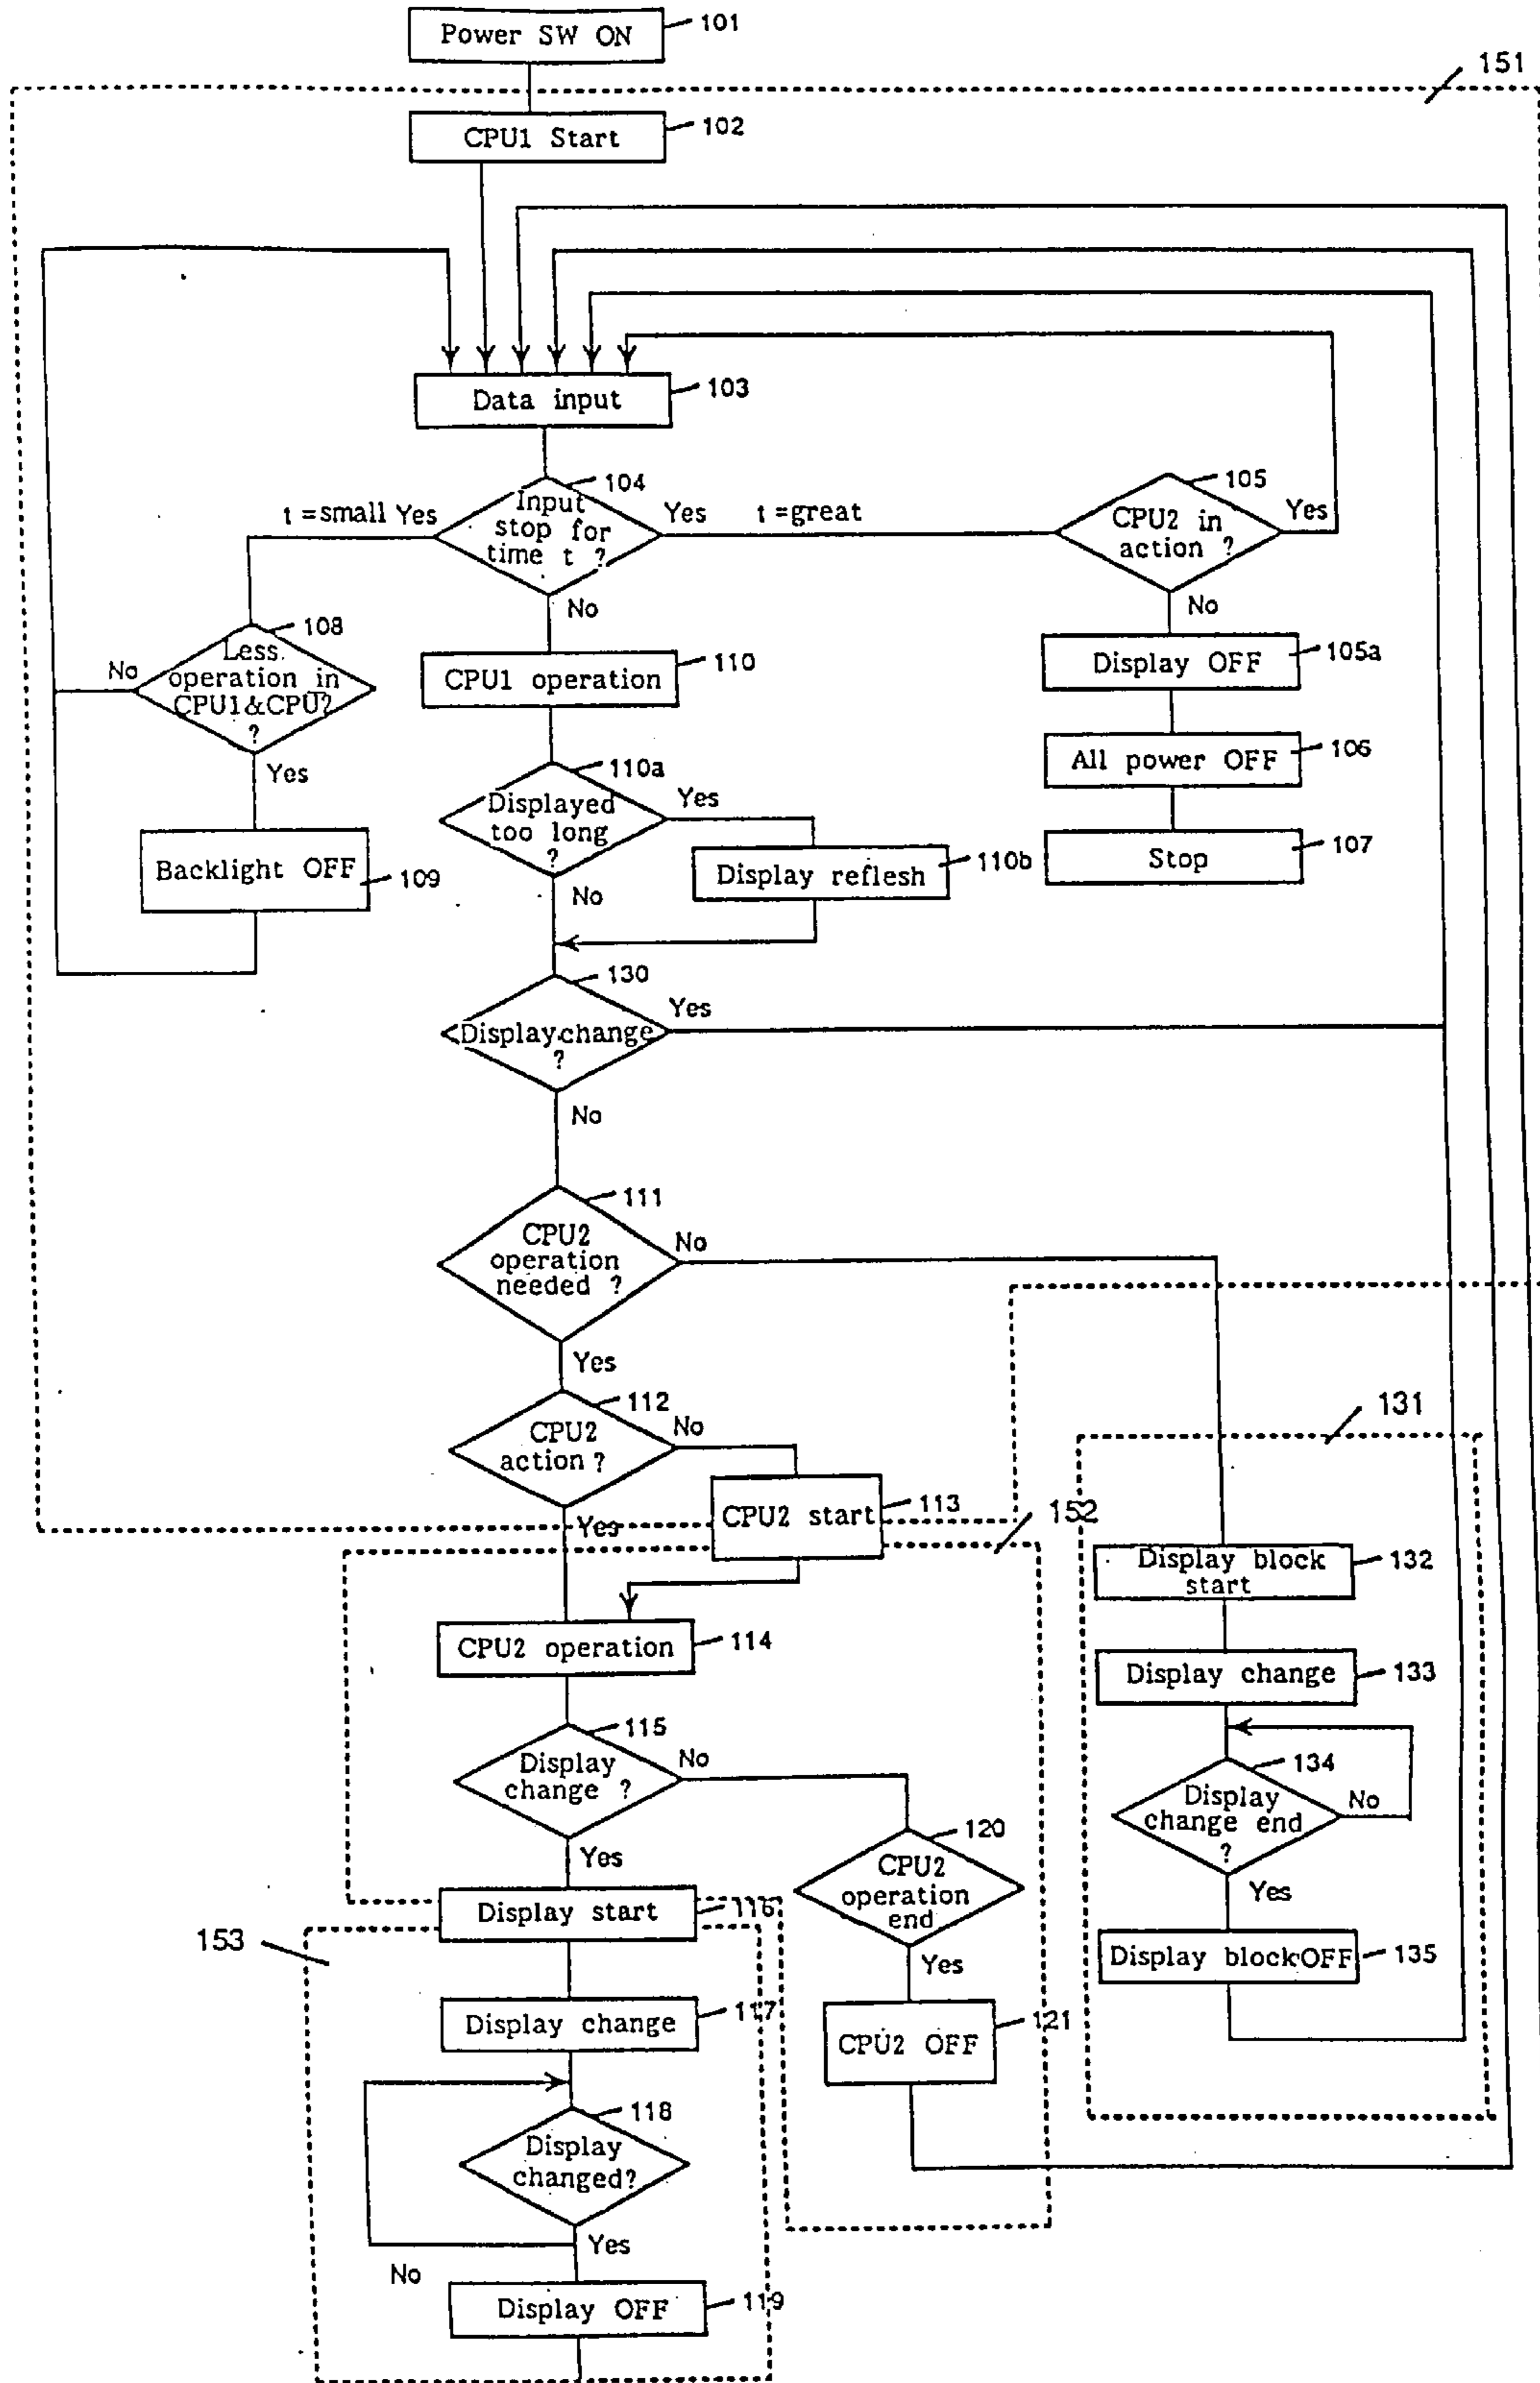 Power SW ON
101
151
CPU1 Start
102
Data input
103
104
Input
stop for
time t ?
t =small Yes
Yes t =great
No
105
CPU2 in
action ?
Yes
No
108
Less.
operation in
CPU1&CPU2
?
No
Yes
Backlight OFF
109
CPU1 operation
110
Display OFF
105a
All power OFF
106
Stop
107
110a
Displayed
too long
?
Yes
No
Display reflesh
110b
130
Display change
?
Yes
No
111
CPU2
operation
needed ?
No
Yes
112
CPU2
action ?
No
Yes
CPU2 start
113
152
131
Display block
start
132
CPU2 operation
114
Display change
133
115
Display
change ?
No
Yes
134
Display
change end
?
No
Yes
120
CPU2
operation
end
Yes
Display start
116
Display block OFF
135
153
Display change
117
CPU2 OFF
121
118
Display
changed?
Yes
No
Display OFF
119